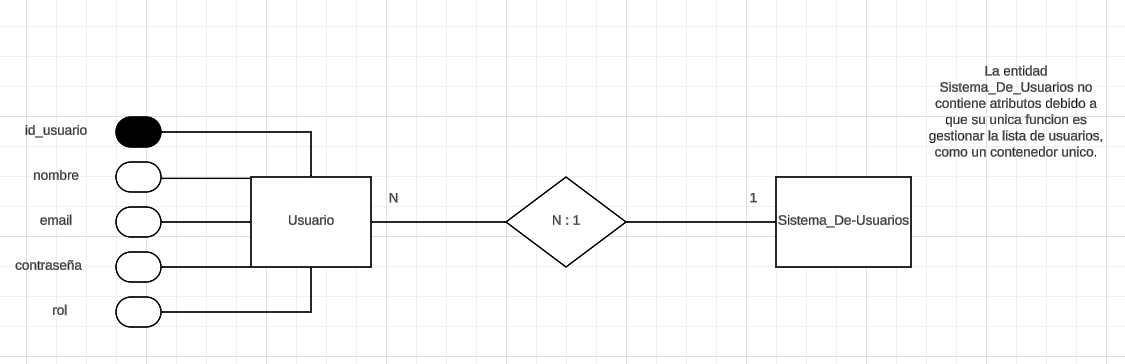 La entidad
Sistema_De_Usuarios no
contiene atributos debido a
que su unica funcion es
gestionar la lista de usuarios,
como un contenedor unico.
id_usuario
nombre
email
contraseña
rol
Usuario
N
N : 1
1
Sistema_De-Usuarios